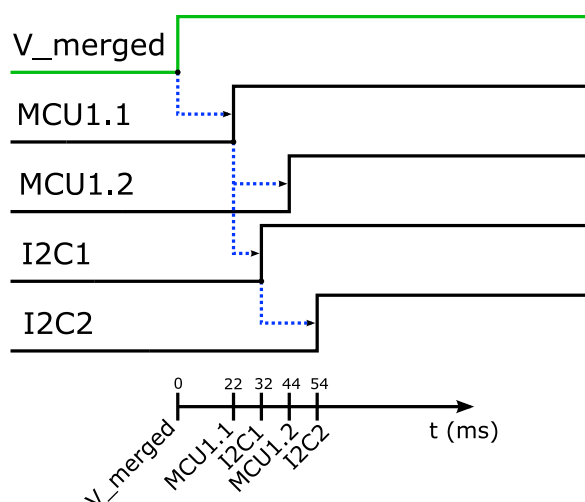 V_merged
MCU1.1
MCU1.2
I2C1
I2C2
0 22 32 44 54
t (ms)
V_merged
MCU1.1
I2C1
MCU1.2
I2C2